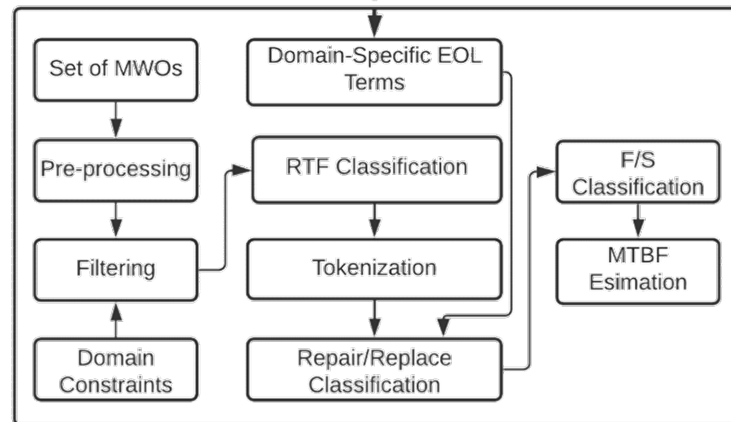 Set of MWOs
Pre-processing
Filtering
Domain
Constraints
Domain-Specific EOL
Terms
RTF Classification
Tokenization
Repair/Replace
Classification
F/S
Classification
MTBF
Esimation